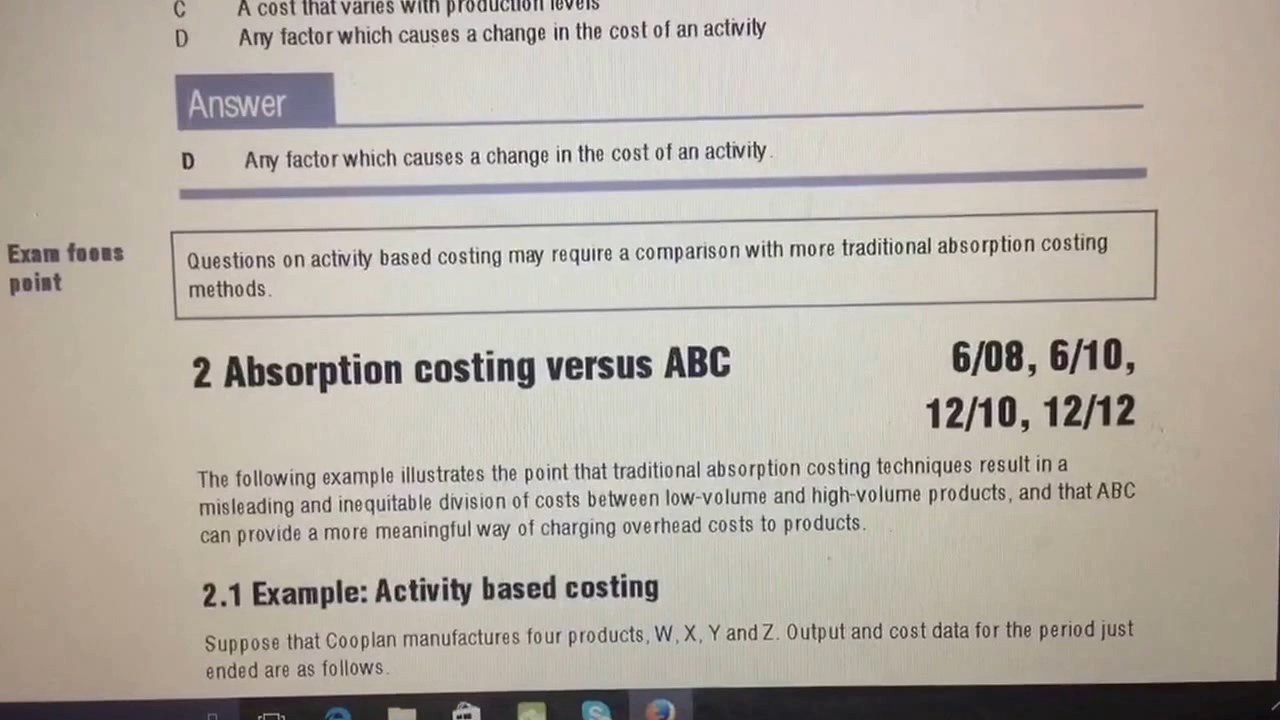 C A cost that varies with production levels
D Any factor which causes a change in the cost of an activity
Answer
D Any factor which causes a change in the cost of an activity.
Exam focus
point
Questions on activity based costing may require a comparison with more traditional absorption costing
methods.
2 Absorption costing versus ABC
6/08, 6/10,
12/10, 12/12
The following example illustrates the point that traditional absorption costing techniques result in a
misleading and inequitable division of costs between low-volume and high-volume products, and that ABC
can provide a more meaningful way of charging overhead costs to products.
2.1 Example: Activity based costing
Suppose that Cooplan manufactures four products, W, X, Y and Z. Output and cost data for the period just
ended are as follows.